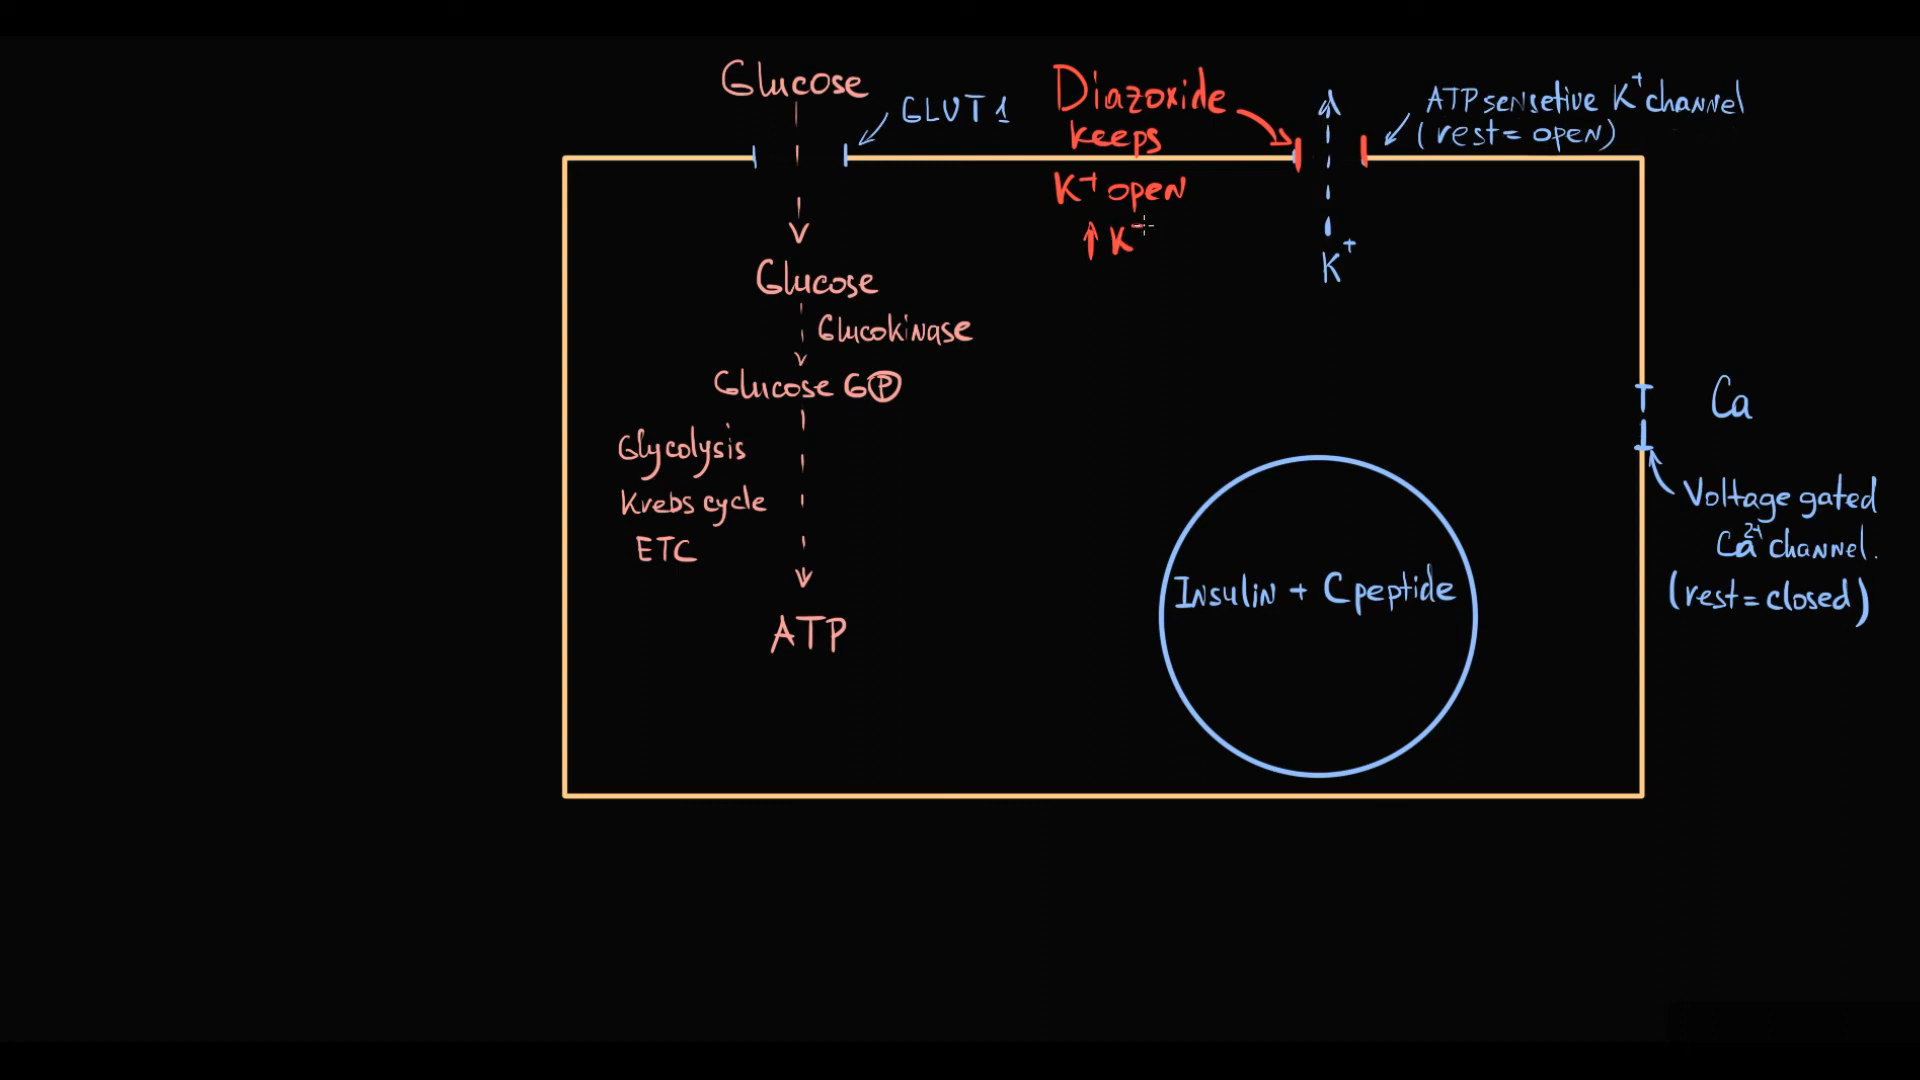 Glucose
GLUT 1
Diazoxide
keeps
K+ open
↑ K
ATP sensetive K+ channel
(rest = open)
K+
Glucose
Glucokinase
Glucose 6P
Glycolysis
Krebs cycle
ETC
ATP
Insulin + C peptide
Ca
Voltage gated
Ca2+ channel.
(rest = closed)